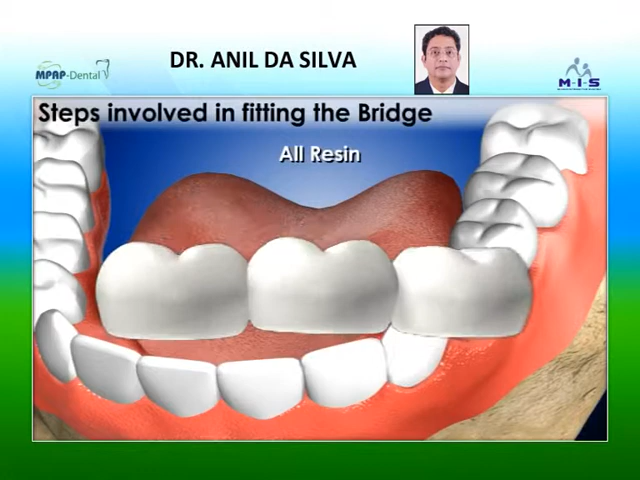 DR. ANIL DA SILVA
MPAP-Dental
M-I-S
Steps involved in fitting the Bridge
All Resin